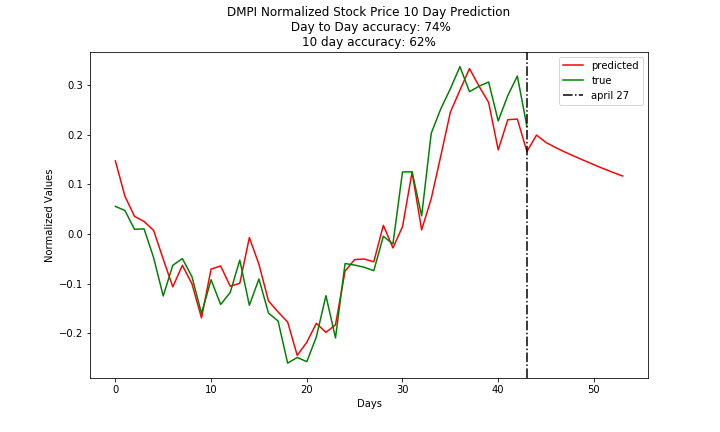 DMPI Normalized Stock Price 10 Day Prediction
Day to Day accuracy: 74%
10 day accuracy: 62%
predicted
true
april 27
Normalized Values
0.3
0.2
0.1
0.0
−0.1
−0.2
0 10 20 30 40 50
Days